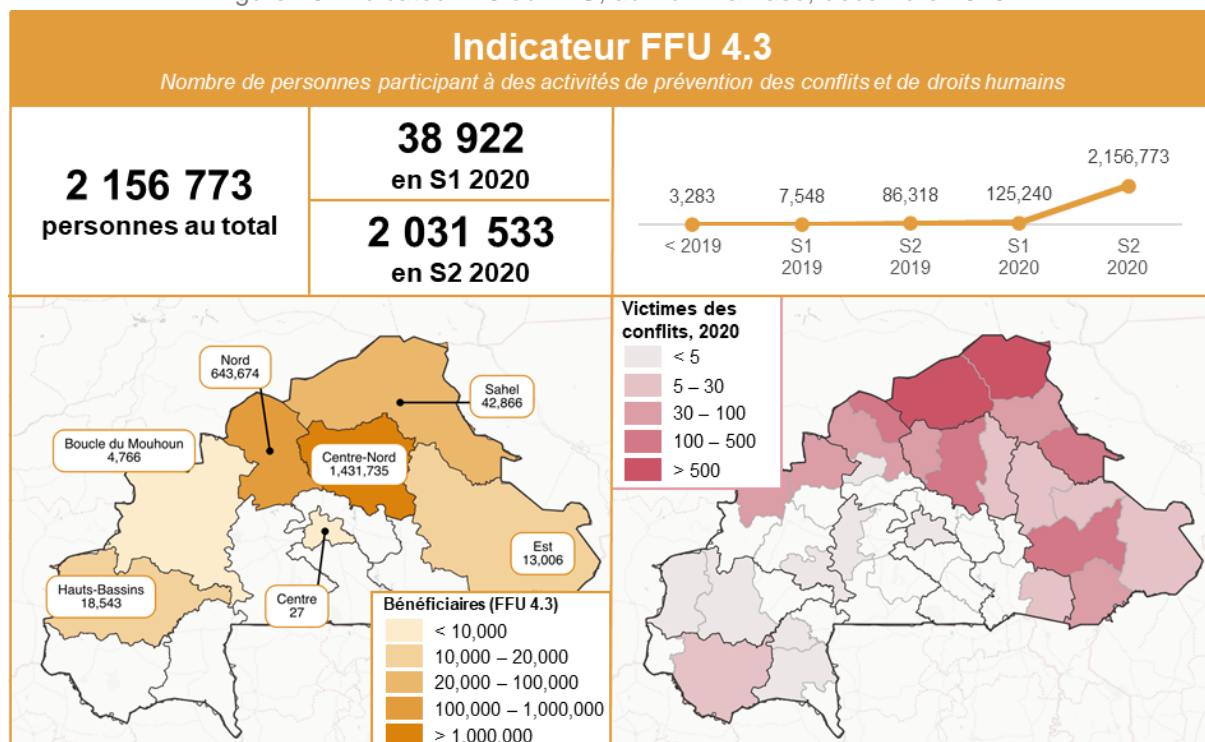 Indicateur FFU 4.3
Nombre de personnes participant à des activités de prévention des conflits et de droits humains
2 156 773
personnes au total
38 922
en S1 2020
2 031 533
en S2 2020
3,283
7,548
86,318
125,240
2,156,773
< 2019
S1
2019
S2
2019
S1
2020
S2
2020
Nord
643,674
Sahel
42,866
Boucle du Mouhoun
4,766
Centre-Nord
1,431,735
Est
13,006
Hauts-Bassins
18,543
Centre
27
Bénéficiaires (FFU 4.3)
< 10,000
10,000 – 20,000
20,000 – 100,000
100,000 – 1,000,000
> 1,000,000
Victimes des
conflits, 2020
< 5
5 – 30
30 – 100
100 – 500
> 500